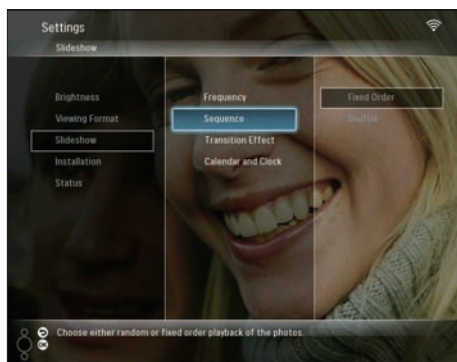 Settings
Slideshow
Brightness
Viewing Format
Slideshow
Installation
Status
Frequency
Sequence
Transition Effect
Calendar and Clock
Fixed Order
Shuffle
Choose either random or fixed order playback of the photos.
OK